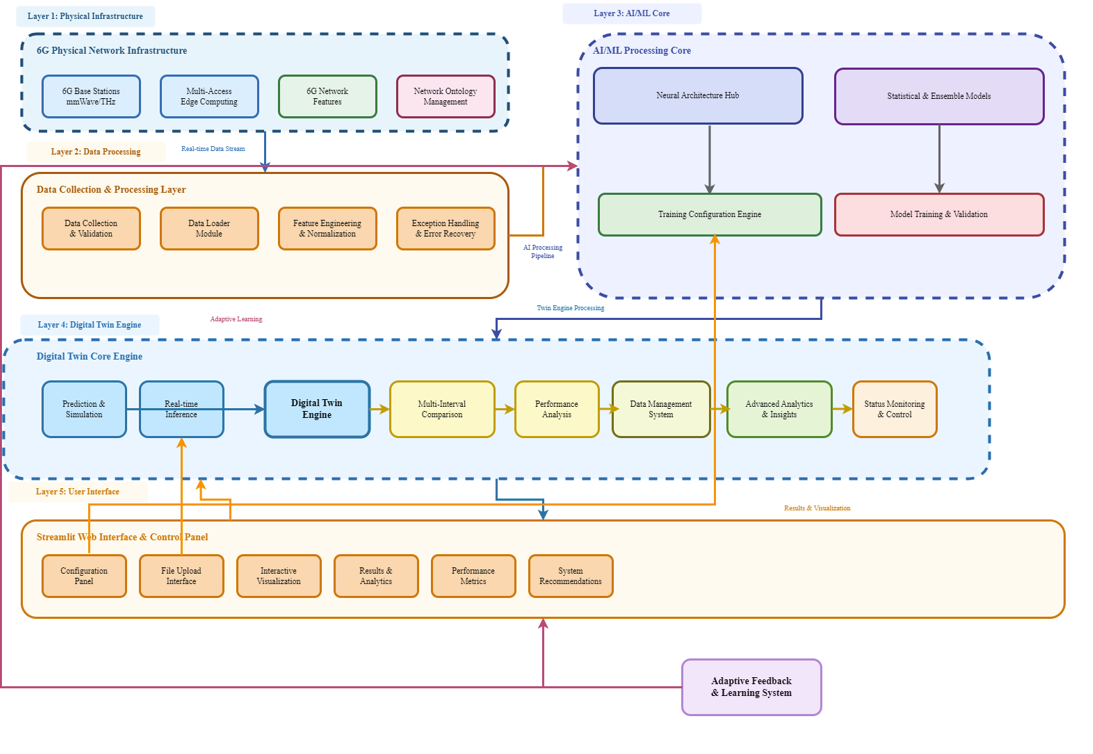 Layer 1: Physical Infrastructure
6G Physical Network Infrastructure
6G Base Stations
mmWave/THz
Multi-Access
Edge Computing
6G Network
Features
Network Ontology
Management
Real-time Data Stream
Layer 2: Data Processing
Data Collection & Processing Layer
Data Collection
& Validation
Data Loader
Module
Feature Engineering
& Normalization
Exception Handling
& Error Recovery
AI Processing
Pipeline
Layer 3: AI/ML Core
AI/ML Processing Core
Neural Architecture Hub
Statistical & Ensemble Models
Training Configuration Engine
Model Training & Validation
Twin Engine Processing
Adaptive Learning
Layer 4: Digital Twin Engine
Digital Twin Core Engine
Prediction &
Simulation
Real-time
Inference
Digital Twin
Engine
Multi-Interval
Comparison
Performance
Analysis
Data Management
System
Advanced Analytics
& Insights
Status Monitoring
& Control
Layer 5: User Interface
Results & Visualization
Streamlit Web Interface & Control Panel
Configuration
Panel
File Upload
Interface
Interactive
Visualization
Results &
Analytics
Performance
Metrics
System
Recommendations
Adaptive Feedback
& Learning System